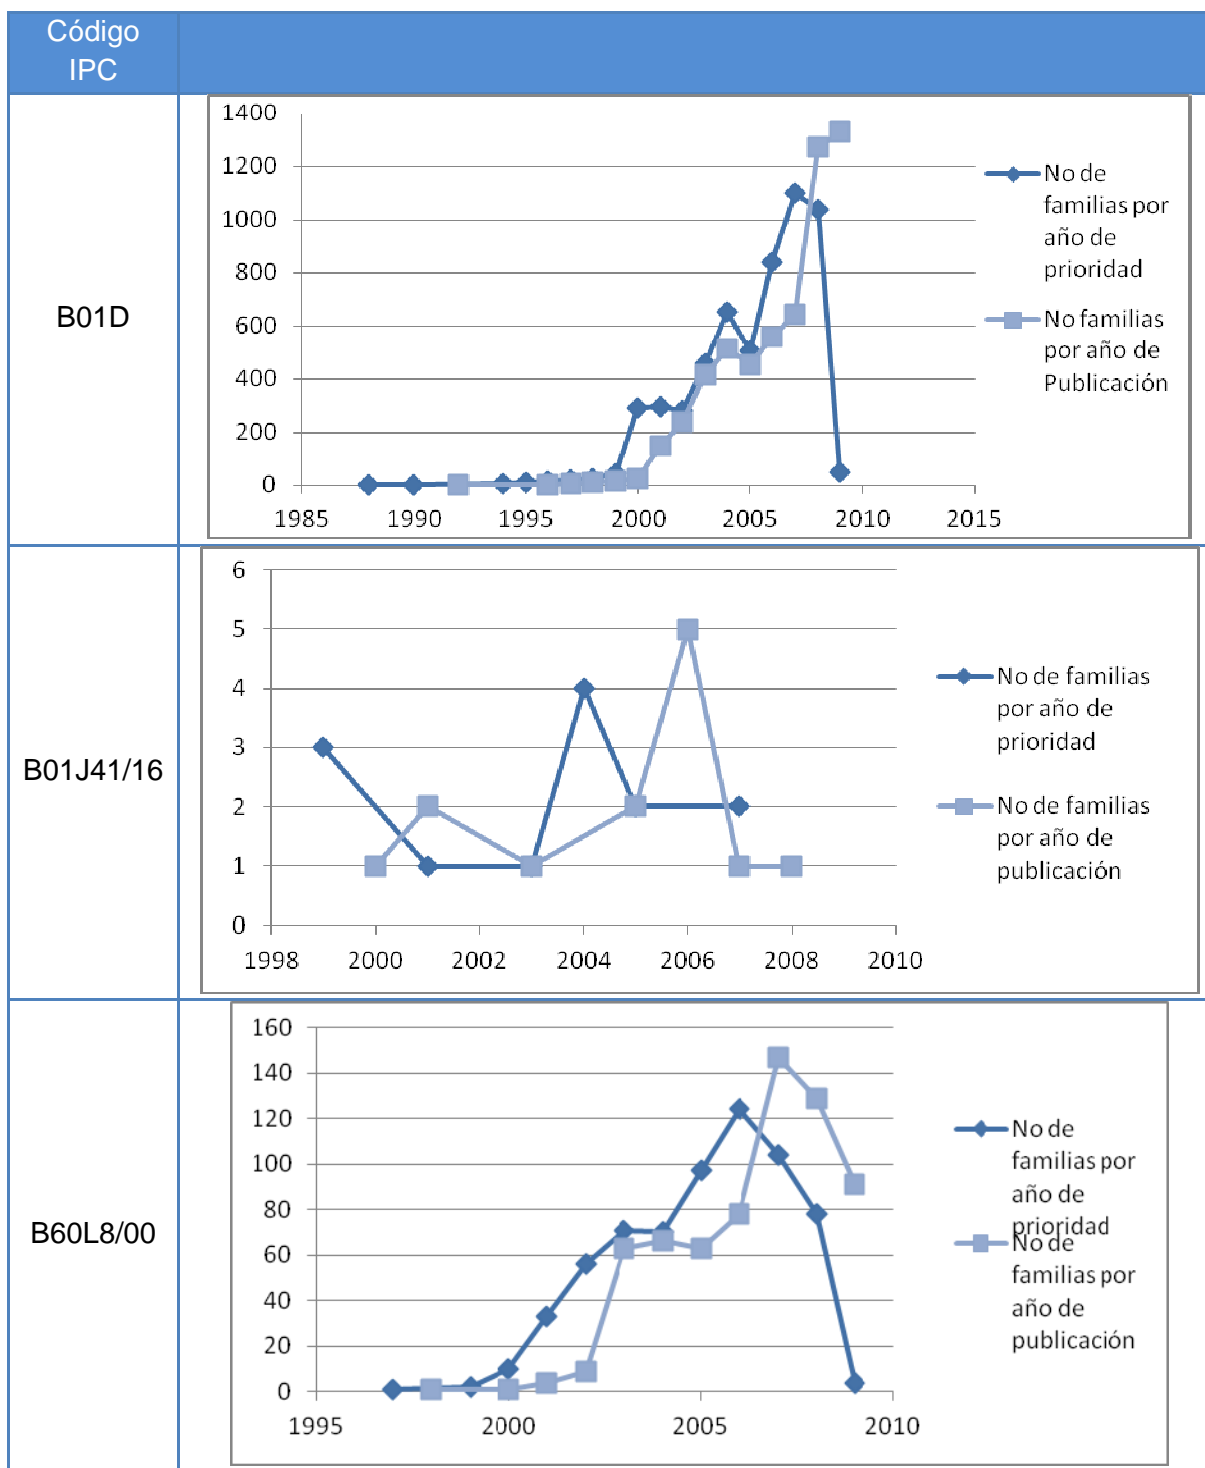 Código
IPC
B01D
1400
1200
1000
800
600
400
200
0
1985 1990 1995 2000 2005 2010 2015
No de
familias por
año de
prioridad
No familias
por año de
Publicación
B01J41/16
6
5
4
3
2
1
0
1998 2000 2002 2004 2006 2008 2010
No de familias
por año de
prioridad
No de familias
por año de
publicación
B60L8/00
160
140
120
100
80
60
40
20
0
1995 2000 2005 2010
No de
familias por
año de
prioridad
No de
familias por
año de
publicación